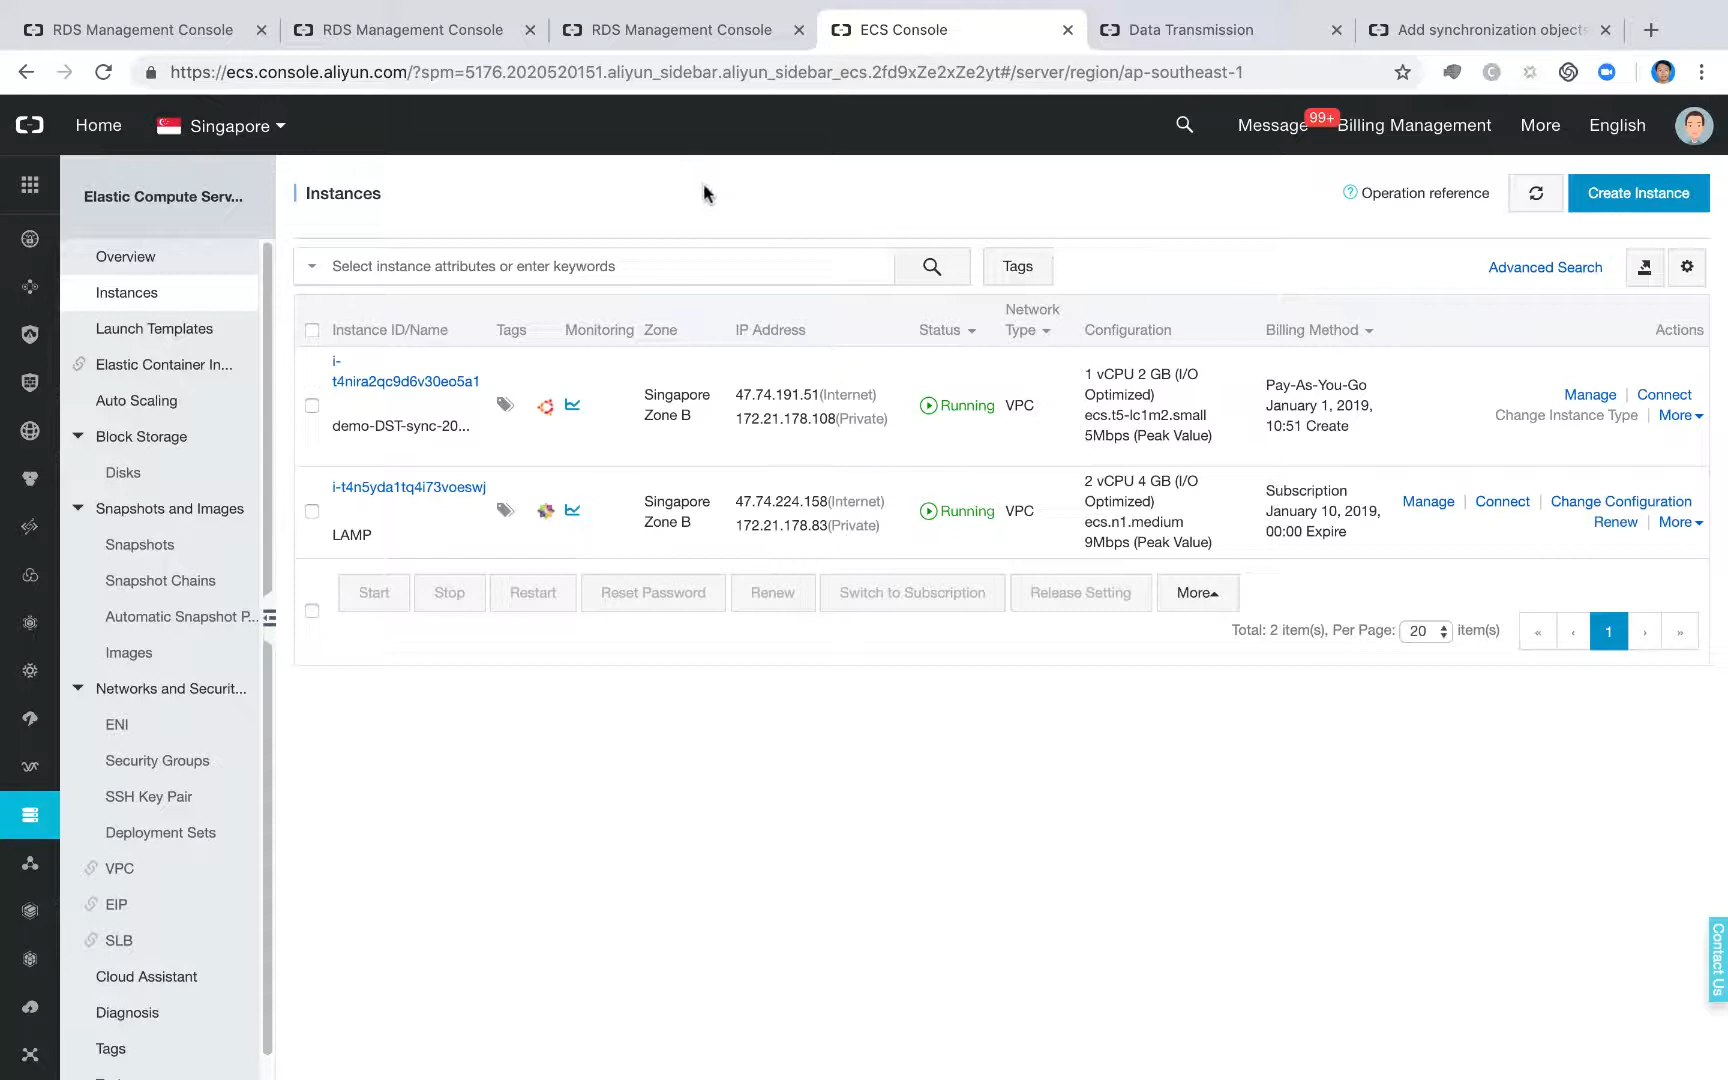 RDS Management Console
RDS Management Console
RDS Management Console
ECS Console
Data Transmission
Add synchronization objects
https://ecs.console.aliyun.com/?spm=5176.2020520151.aliyun_sidebar.aliyun_sidebar_ecs.2fd9xZe2xZe2yt#/server/region/ap-southeast-1
Home
Singapore
Message 99+
Billing Management
More
English
Elastic Compute Serv...
Overview
Instances
Launch Templates
Elastic Container In...
Auto Scaling
Block Storage
Disks
Snapshots and Images
Snapshots
Snapshot Chains
Automatic Snapshot P...
Images
Networks and Securit...
ENI
Security Groups
SSH Key Pair
Deployment Sets
VPC
EIP
SLB
Cloud Assistant
Diagnosis
Tags
Instances
Operation reference
Create Instance
Select instance attributes or enter keywords
Tags
Advanced Search
Instance ID/Name
Tags
Monitoring
Zone
IP Address
Status
Network
Type
Configuration
Billing Method
Actions
i-
t4nira2qc9d6v30eo5a1
demo-DST-sync-20...
Singapore
Zone B
47.74.191.51(Internet)
172.21.178.108(Private)
Running
VPC
1 vCPU 2 GB (I/O
Optimized)
ecs.t5-lc1m2.small
5Mbps (Peak Value)
Pay-As-You-Go
January 1, 2019,
10:51 Create
Manage | Connect
Change Instance Type | More
i-t4n5yda1tq4i73voeswj
LAMP
Singapore
Zone B
47.74.224.158(Internet)
172.21.178.83(Private)
Running
VPC
2 vCPU 4 GB (I/O
Optimized)
ecs.n1.medium
9Mbps (Peak Value)
Subscription
January 10, 2019,
00:00 Expire
Manage | Connect | Change Configuration
Renew | More
Start
Stop
Restart
Reset Password
Renew
Switch to Subscription
Release Setting
More
Total: 2 item(s), Per Page: 20 item(s)
« ‹ 1 › »
Contact Us